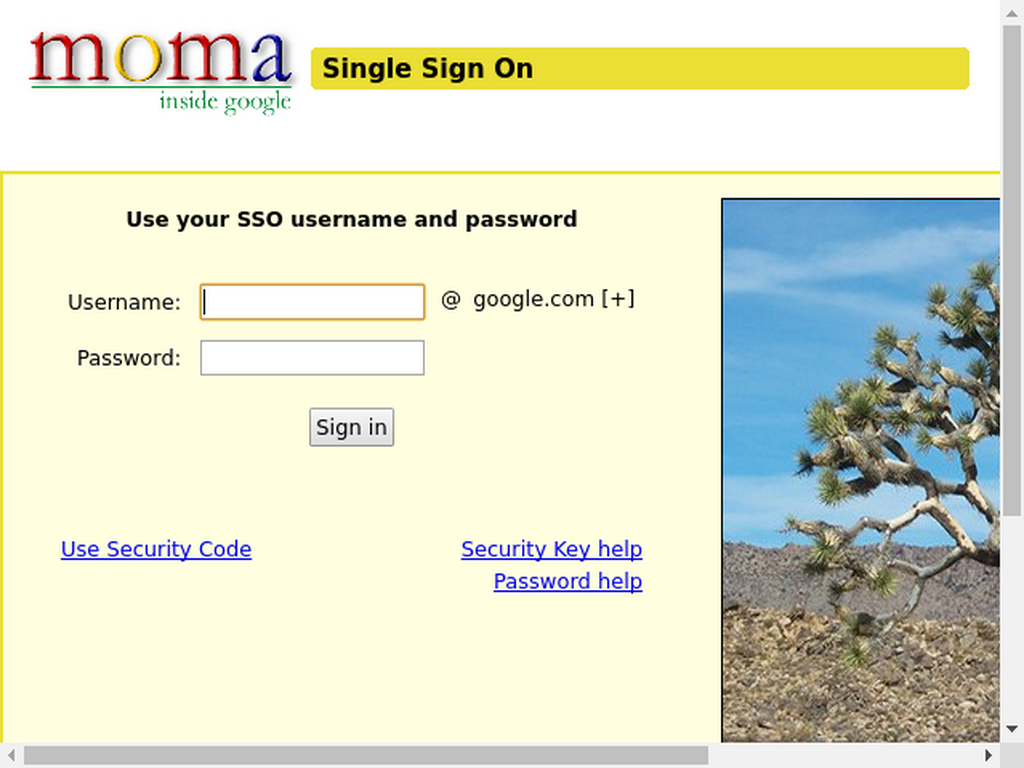 moma
inside google
Single Sign On
Use your SSO username and password
Username: @ google.com [+]
Password:
Sign in
Use Security Code Security Key help
Password help